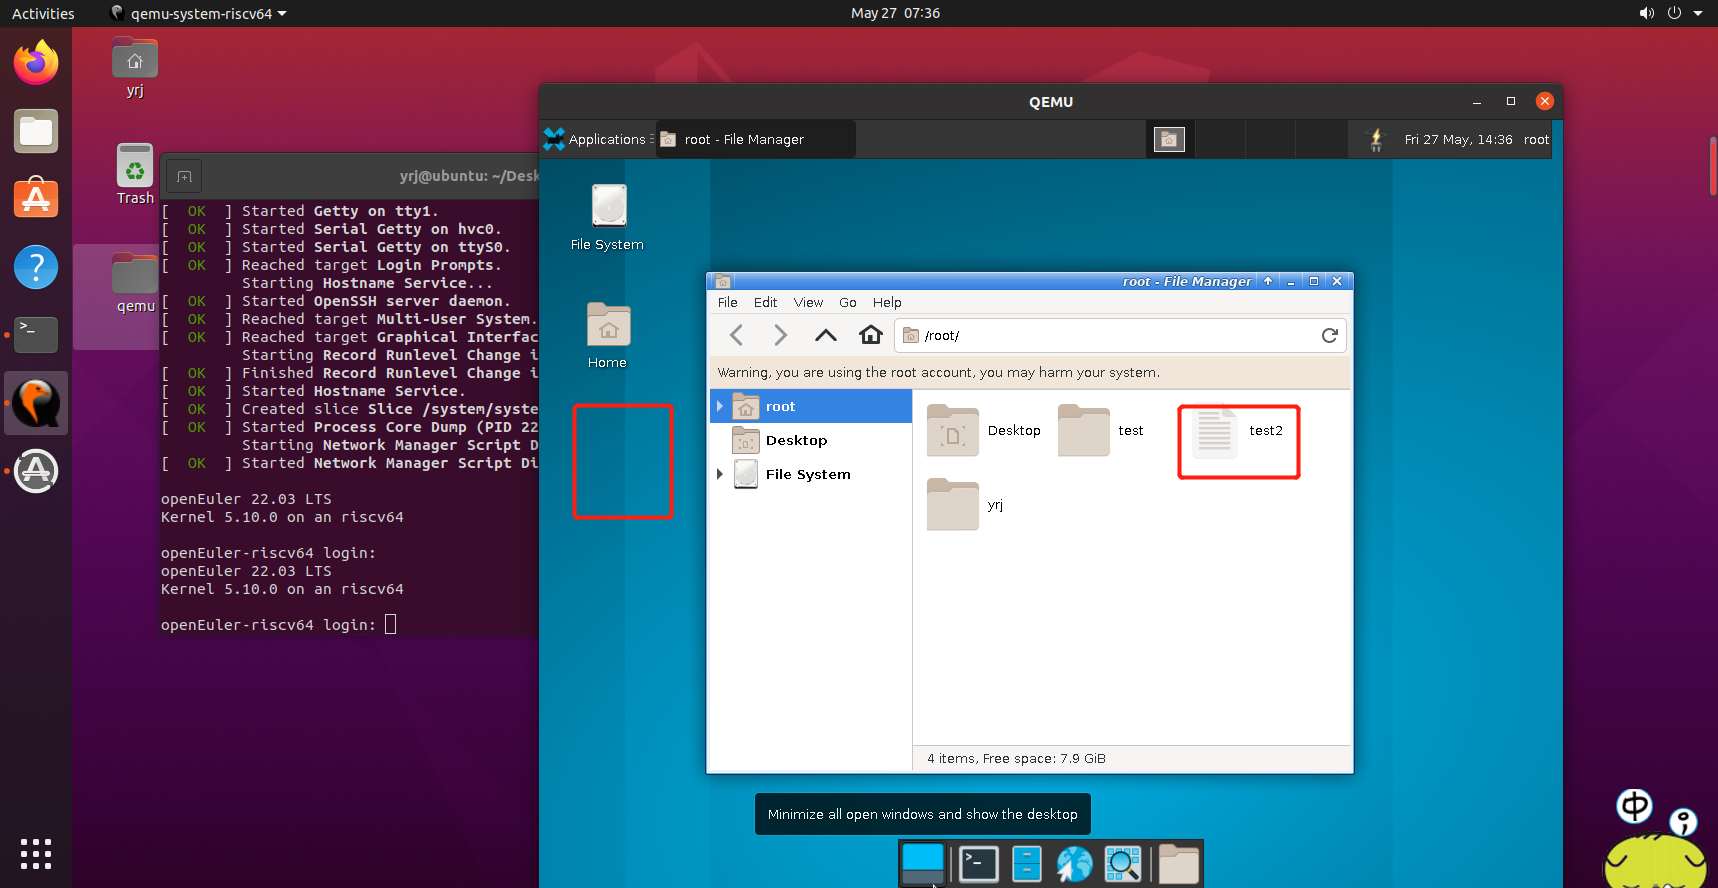 Activities
qemu-system-riscv64
May 27 07:36
yrj
Trash
qemu
yrj@ubuntu: ~/Desk
[ OK ] Started Getty on tty1.
[ OK ] Started Serial Getty on hvc0.
[ OK ] Started Serial Getty on ttyS0.
[ OK ] Reached target Login Prompts.
Starting Hostname Service...
[ OK ] Started OpenSSH server daemon.
[ OK ] Reached target Multi-User System.
[ OK ] Reached target Graphical Interfac
Starting Record Runlevel Change i
[ OK ] Finished Record Runlevel Change i
[ OK ] Started Hostname Service.
[ OK ] Created slice Slice /system/syste
[ OK ] Started Process Core Dump (PID 22
Starting Network Manager Script D
[ OK ] Started Network Manager Script Di
openEuler 22.03 LTS
Kernel 5.10.0 on an riscv64
openEuler-riscv64 login:
openEuler 22.03 LTS
Kernel 5.10.0 on an riscv64
openEuler-riscv64 login:
QEMU
Applications
root - File Manager
Fri 27 May, 14:36
root
File System
Home
root - File Manager
File Edit View Go Help
/root/
Warning, you are using the root account, you may harm your system.
root
Desktop
File System
Desktop
test
test2
yrj
4 items, Free space: 7.9 GiB
Minimize all open windows and show the desktop
中